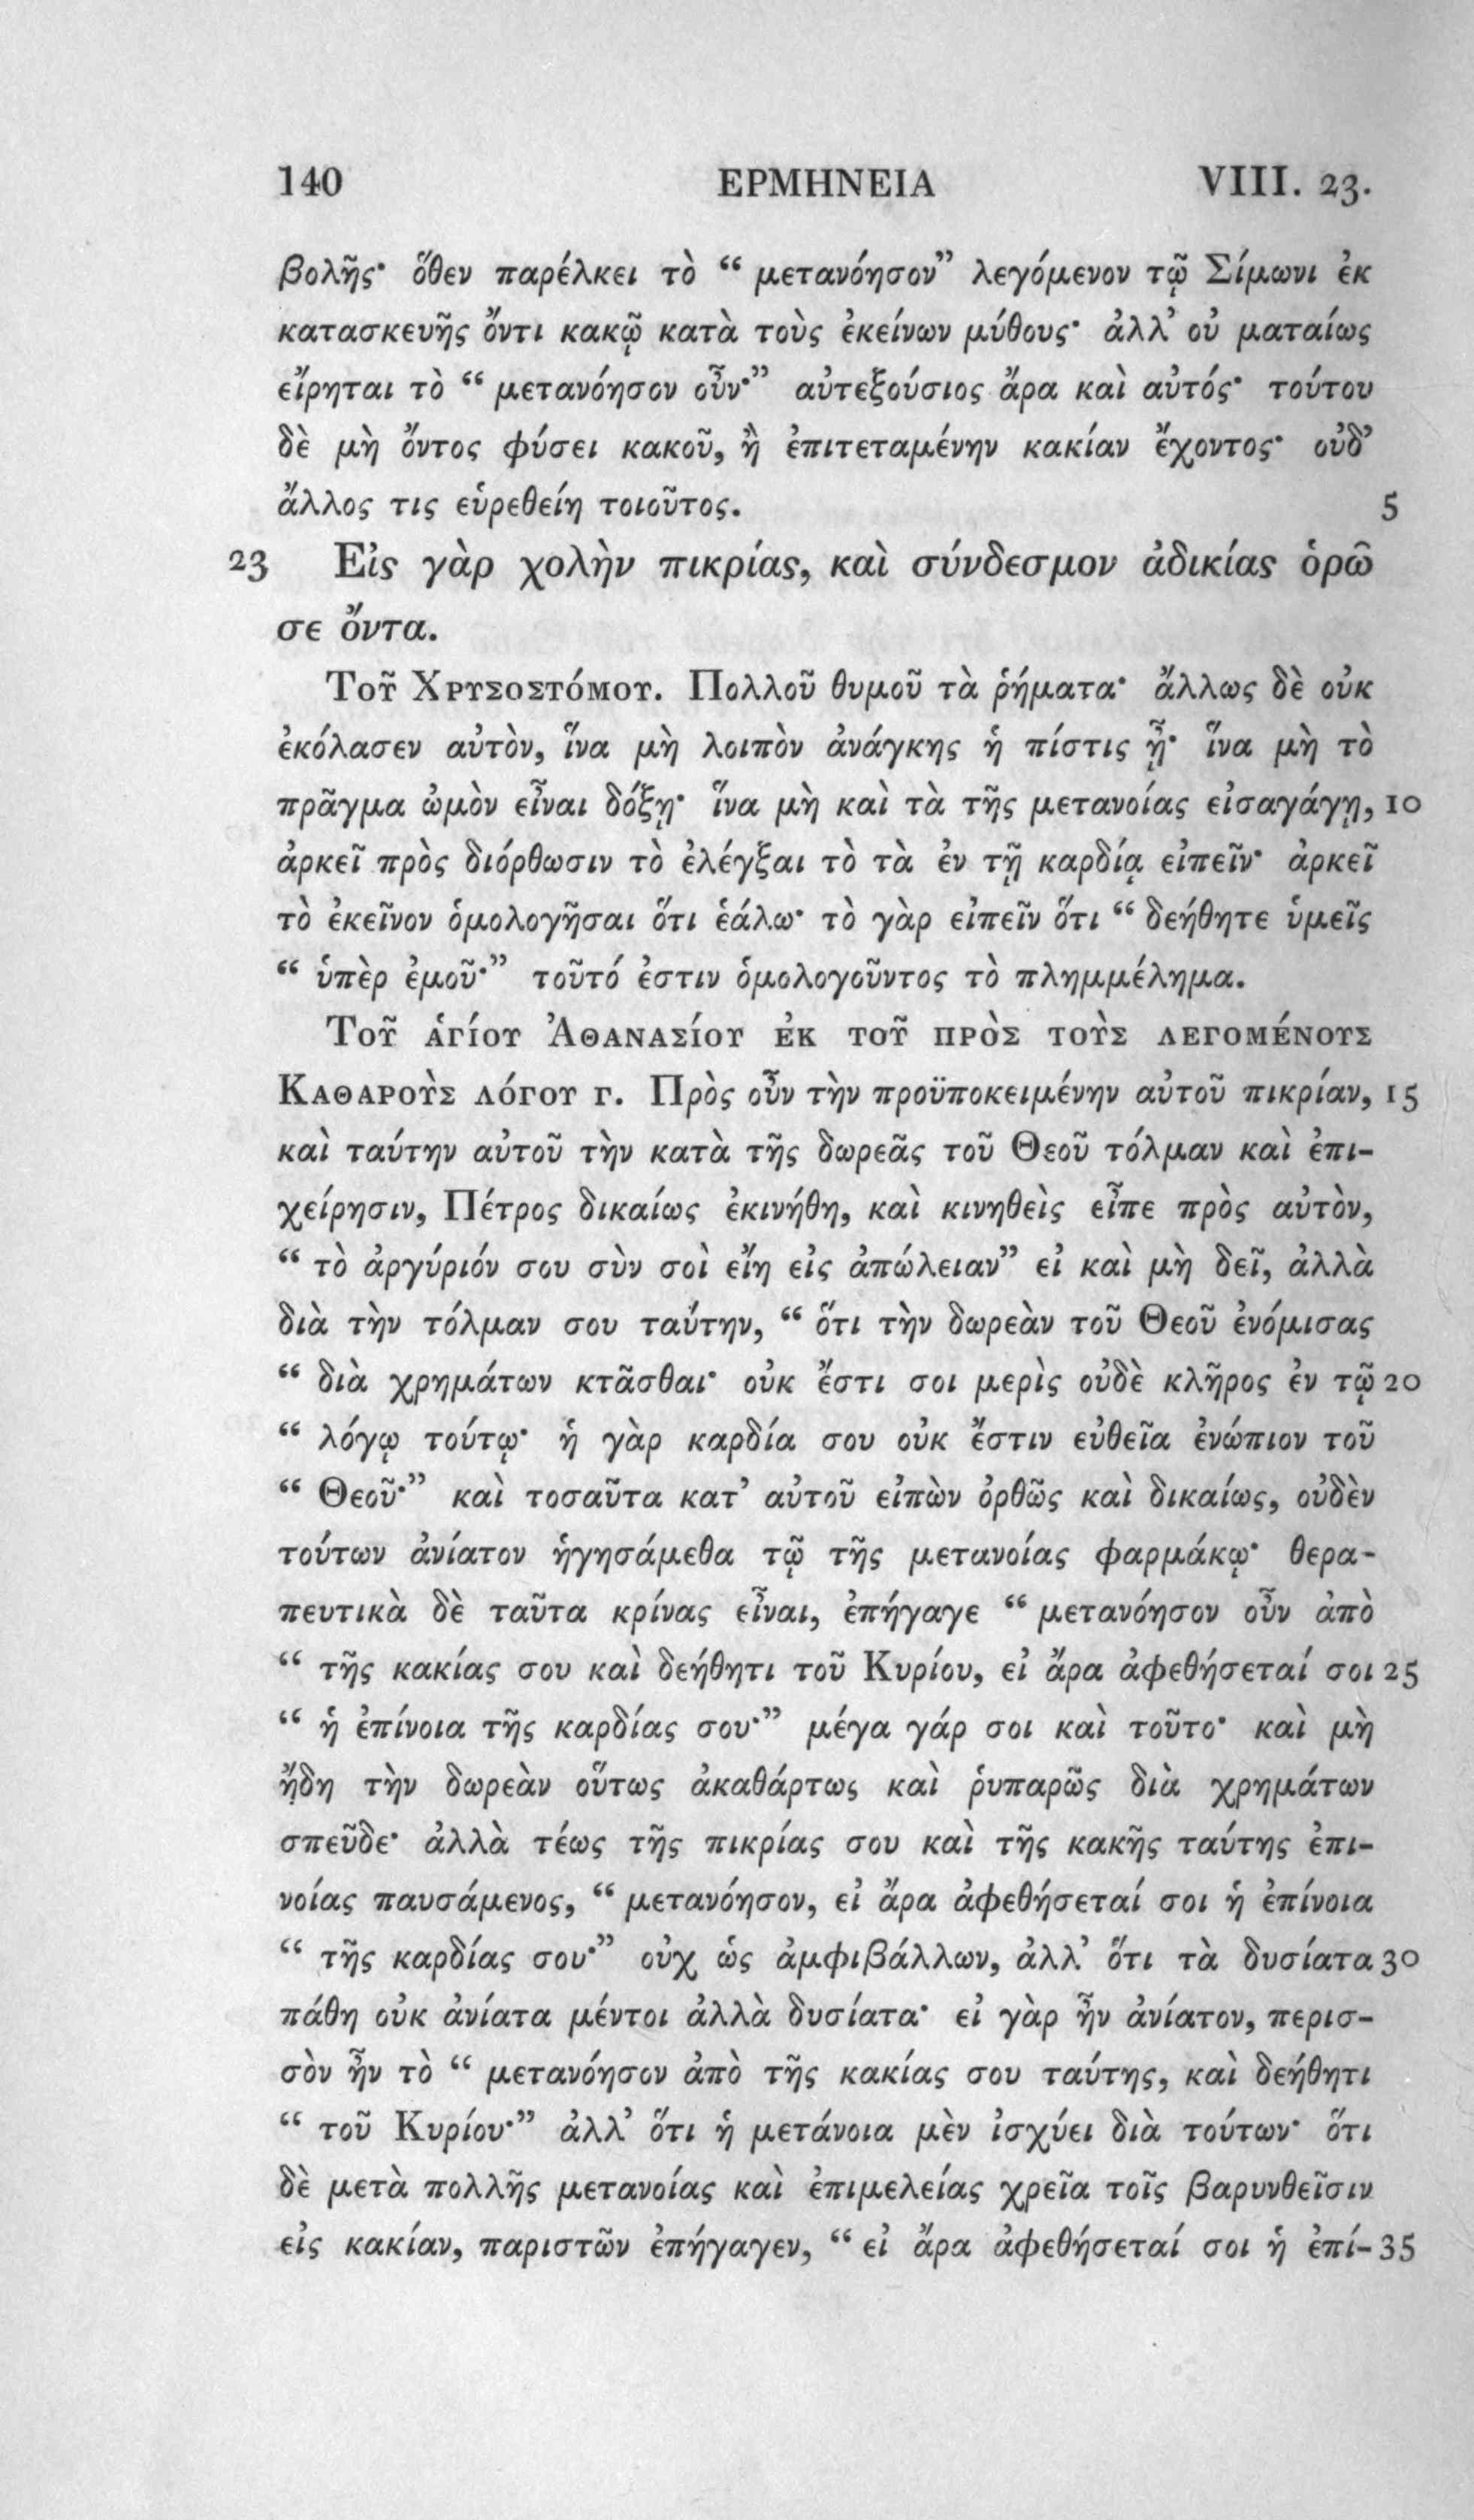 140 ΕΡΜΗΝΕΙΑ VIII. 23.
βολῆς· ὅθεν παρέλκει τὸ “ μετανόησον” λεγόμενον τῷ Σίμωνι ἐκ
κατασκευῆς ὄντι κακῷ κατὰ τοὺς ἐκείνων μύθους· ἀλλ’ οὐ ματαίως
εἴρηται τὸ “ μετανόησον οὖν·” αὐτεξούσιος ἄρα καὶ αὐτός· τούτου
δὲ μὴ ὄντος φύσει κακοῦ, ἢ ἐπιτεταμένην κακίαν ἔχοντος· οὐδ’
ἄλλος τις εὑρεθείη τοιοῦτος. 5
23 Εἰς γὰρ χολὴν πικρίας, καὶ σύνδεσμον ἀδικίας ὁρῶ
σε ὄντα.
Τοῦ Χρυσοστόμου. Πολλοῦ θυμοῦ τὰ ῥήματα· ἄλλως δὲ οὐκ
ἐκόλασεν αὐτὸν, ἵνα μὴ λοιπὸν ἀνάγκης ἡ πίστις ᾖ· ἵνα μὴ τὸ
πρᾶγμα ὠμὸν εἶναι δόξῃ· ἵνα μὴ καὶ τὰ τῆς μετανοίας εἰσαγάγῃ, 10
ἀρκεῖ πρὸς διόρθωσιν τὸ ἐλέγξαι τὸ τὰ ἐν τῇ καρδίᾳ εἰπεῖν· ἀρκεῖ
τὸ ἐκεῖνον ὁμολογῆσαι ὅτι ἑάλω· τὸ γὰρ εἰπεῖν ὅτι “ δεήθητε ὑμεῖς
“ ὑπὲρ ἐμοῦ·” τοῦτό ἐστιν ὁμολογοῦντος τὸ πλημμέλημα.
Τοῦ ἁγίου Ἀθανασίου ἐκ τοῦ πρὸς τοὺς λεγομένους
Καθαροὺς λόγου γ. Πρὸς οὖν τὴν προϋποκειμένην αὐτοῦ πικρίαν, 15
καὶ ταύτην αὐτοῦ τὴν κατὰ τῆς δωρεᾶς τοῦ Θεοῦ τόλμαν καὶ ἐπι-
χείρησιν, Πέτρος δικαίως ἐκινήθη, καὶ κινηθεὶς εἶπε πρὸς αὐτὸν,
“ τὸ ἀργύριόν σου σὺν σοὶ εἴη εἰς ἀπώλειαν” εἰ καὶ μὴ δεῖ, ἀλλὰ
διὰ τὴν τόλμαν σου ταύτην, “ ὅτι τὴν δωρεὰν τοῦ Θεοῦ ἐνόμισας
“ διὰ χρημάτων κτᾶσθαι· οὐκ ἔστι σοι μερὶς οὐδὲ κλῆρος ἐν τῷ 20
“ λόγῳ τούτῳ· ἡ γὰρ καρδία σου οὐκ ἔστιν εὐθεῖα ἐνώπιον τοῦ
“ Θεοῦ·” καὶ τοσαῦτα κατ’ αὐτοῦ εἰπὼν ὀρθῶς καὶ δικαίως, οὐδὲν
τούτων ἀνίατον ἡγησάμεθα τῷ τῆς μετανοίας φαρμάκῳ· θερα-
πευτικὰ δὲ ταῦτα κρίνας εἶναι, ἐπήγαγε “ μετανόησον οὖν ἀπὸ
“ τῆς κακίας σου καὶ δεήθητι τοῦ Κυρίου, εἰ ἄρα ἀφεθήσεταί σοι 25
“ ἡ ἐπίνοια τῆς καρδίας σου·” μέγα γάρ σοι καὶ τοῦτο· καὶ μὴ
ἤδη τὴν δωρεὰν οὕτως ἀκαθάρτως καὶ ῥυπαρῶς διὰ χρημάτων
σπεῦδε· ἀλλὰ τέως τῆς πικρίας σου καὶ τῆς κακῆς ταύτης ἐπι-
νοίας παυσάμενος, “ μετανόησον, εἰ ἄρα ἀφεθήσεταί σοι ἡ ἐπίνοια
“ τῆς καρδίας σου·” οὐχ ὡς ἀμφιβάλλων, ἀλλ’ ὅτι τὰ δυσίατα 30
πάθη οὐκ ἀνίατα μέντοι ἀλλὰ δυσίατα· εἰ γὰρ ἦν ἀνίατον, περισ-
σὸν ἦν τὸ “ μετανόησον ἀπὸ τῆς κακίας σου ταύτης, καὶ δεήθητι
“ τοῦ Κυρίου·” ἀλλ’ ὅτι ἡ μετάνοια μὲν ἰσχύει διὰ τούτων· ὅτι
δὲ μετὰ πολλῆς μετανοίας καὶ ἐπιμελείας χρεῖα τοῖς βαρυνθεῖσιν
εἰς κακίαν, παριστῶν ἐπήγαγεν, “ εἰ ἄρα ἀφεθήσεταί σοι ἡ ἐπί- 35